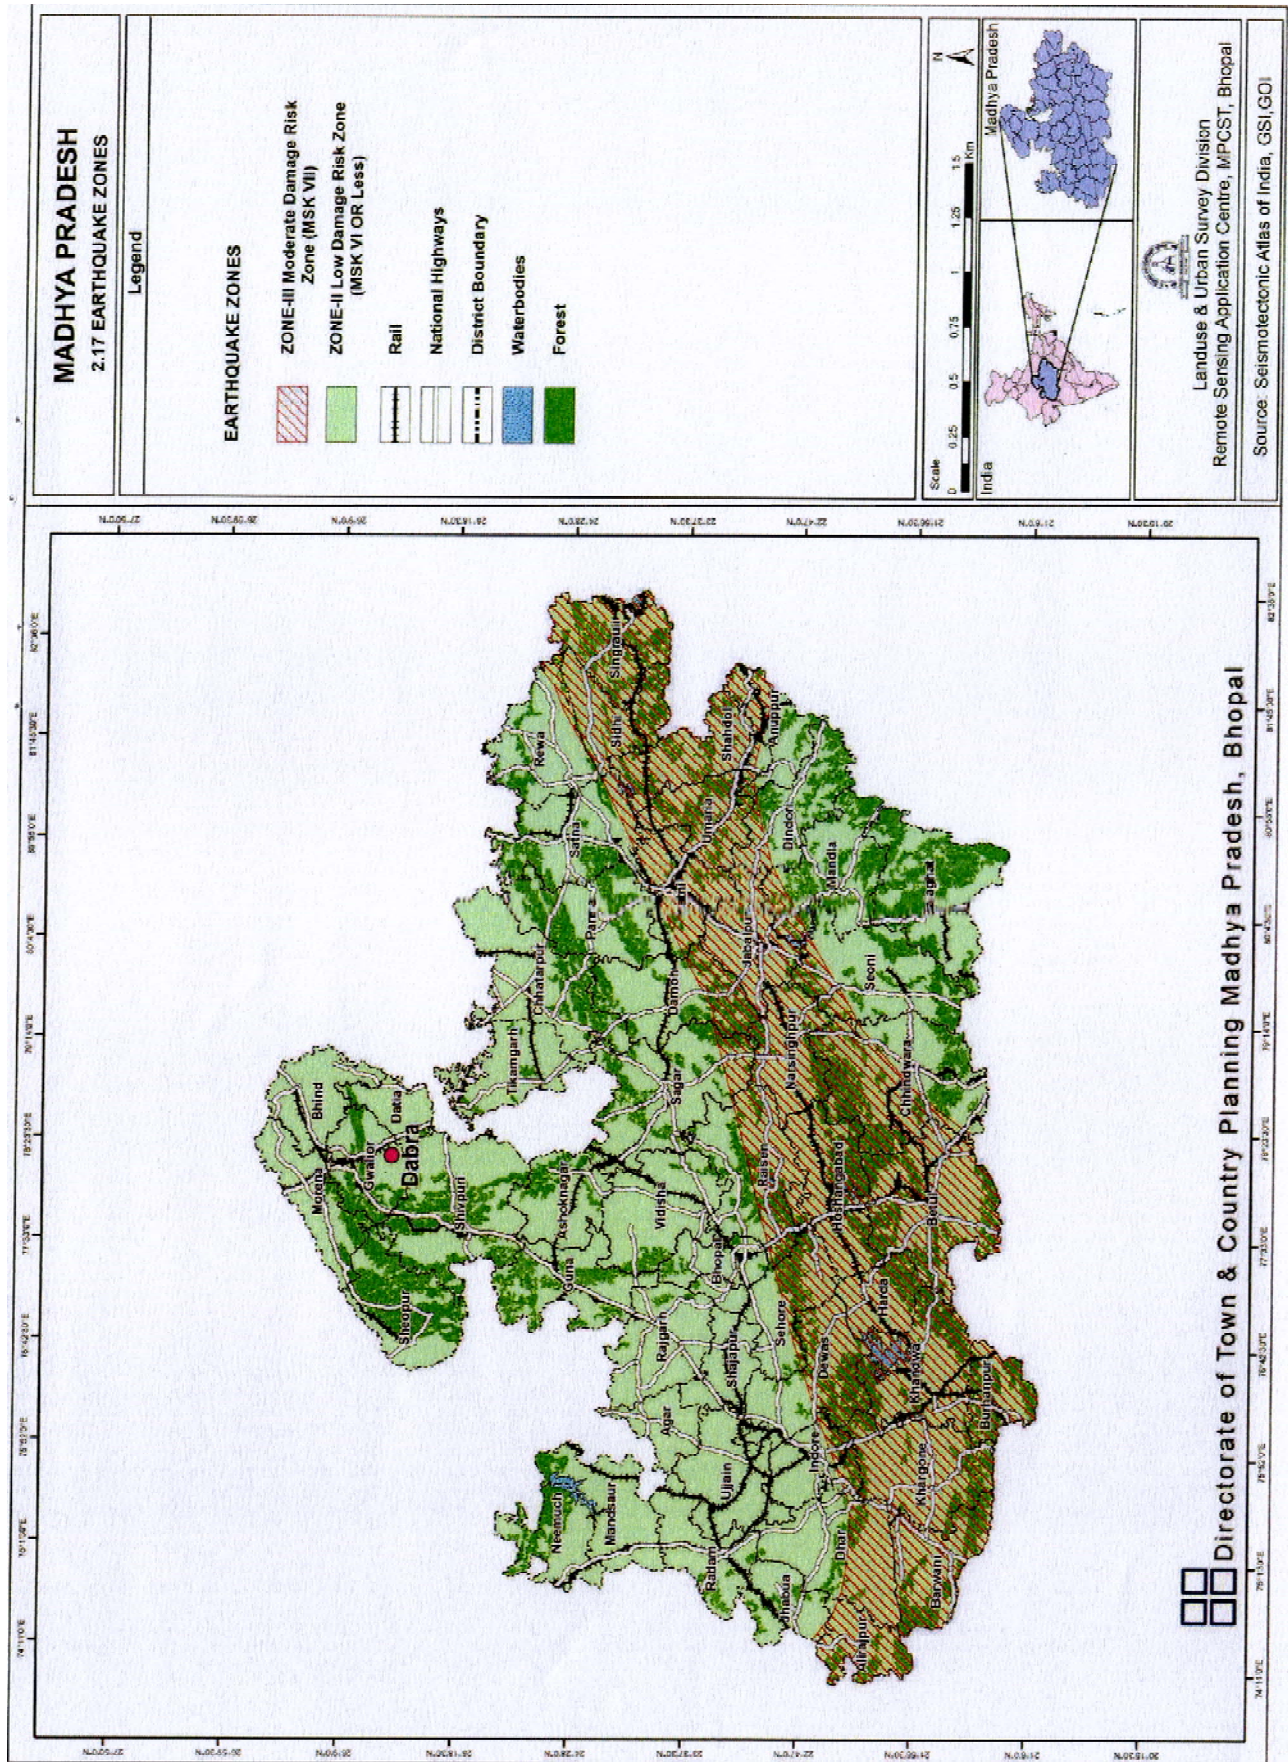 MADHYA PRADESH
2.17 EARTHQUAKE ZONES
Legend
EARTHQUAKE ZONES
ZONE-III Moderate Damage Risk
Zone (MSK VII)
ZONE-II Low Damage Risk Zone
(MSK VI OR Less)
Rail
National Highways
District Boundary
Waterbodies
Forest
Scale
N
0 0.25 0.5 0.75 1 1.25 1.5
Km
India
Madhya Pradesh
Landuse & Urban Survey Division
Remote Sensing Application Centre, MPCST, Bhopal
Source: Seismotectonic Atlas of India, GSI,GOI
Bhind
Morena
Gwalior
Datia
Dabra
Sheopur
Shivpuri
Tikamgarh
Chhatarpur
Panna
Satna
Rewa
Sidhi
Singrauli
Ashoknagar
Guna
Neemuch
Mandsaur
Agar
Rajgarh
Vidisha
Sagar
Damoh
Umaria
Shahdol
Anuppur
Ujjain
Shajapur
Bhopal
Raisen
Jabalpur
Dindori
Mandla
Jhabua
Dhar
Indore
Dewas
Sehore
Hoshangabad
Narsinghpur
Seoni
Alirajpur
Barwani
Khargone
Khandwa
Harda
Betul
Chhindwara
Burhanpur
Directorate of Town & Country Planning Madhya Pradesh, Bhopal